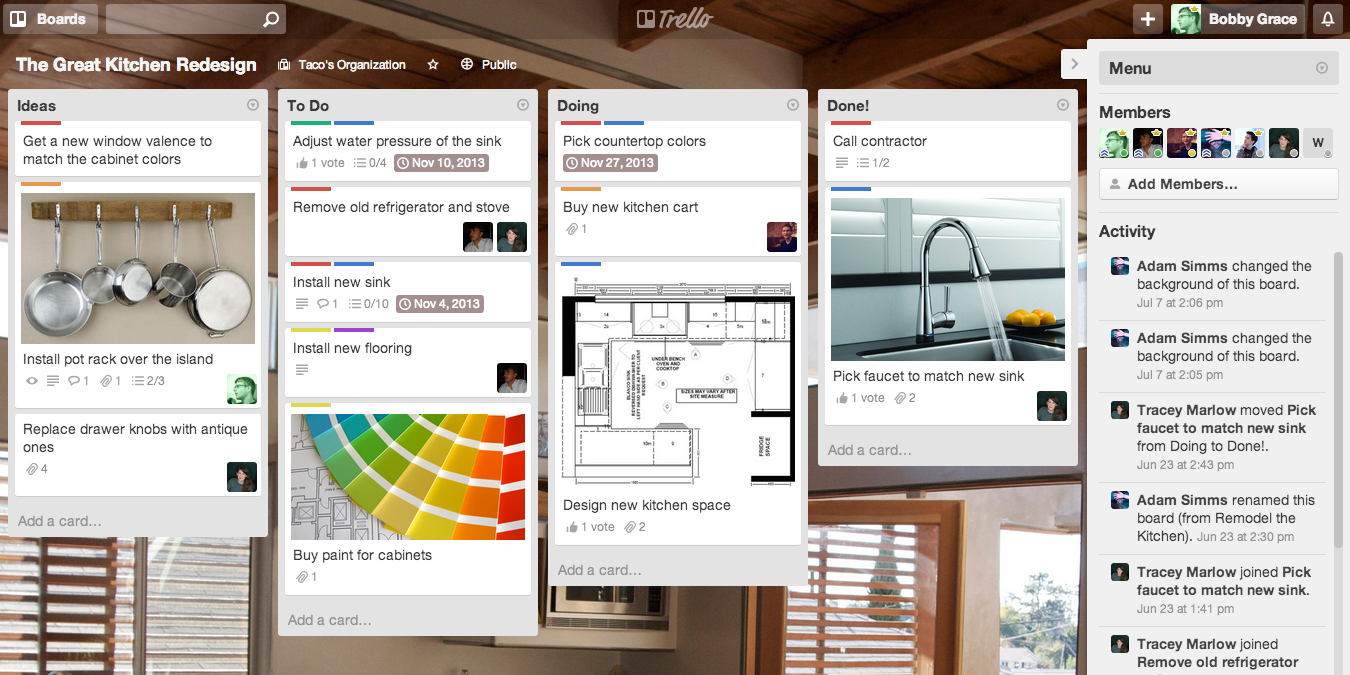 Boards
Trello
Bobby Grace
The Great Kitchen Redesign
Taco's Organization
Public
Ideas
Get a new window valence to
match the cabinet colors
Install pot rack over the island
1 1 2/3
Replace drawer knobs with antique
ones
4
Add a card…
To Do
Adjust water pressure of the sink
1 vote 0/4 Nov 10, 2013
Remove old refrigerator and stove
Install new sink
1 0/10 Nov 4, 2013
Install new flooring
Buy paint for cabinets
1
Add a card…
Doing
Pick countertop colors
Nov 27, 2013
Buy new kitchen cart
1
UNDER BENCH
OVEN AND
COOKTOP
SIZES MAY VARY AFTER
SITE MEASURE
FRIDGE
SPACE
Design new kitchen space
1 vote 2
Add a card…
Done!
Call contractor
1/2
Pick faucet to match new sink
1 vote 2
Add a card…
Menu
Members
W
Add Members…
Activity
Adam Simms changed the
background of this board.
Jul 7 at 2:06 pm
Adam Simms changed the
background of this board.
Jul 7 at 2:05 pm
Tracey Marlow moved Pick
faucet to match new sink
from Doing to Done!.
Jun 23 at 2:43 pm
Adam Simms renamed this
board (from Remodel the
Kitchen). Jun 23 at 2:30 pm
Tracey Marlow joined Pick
faucet to match new sink.
Jun 23 at 1:41 pm
Tracey Marlow joined
Remove old refrigerator